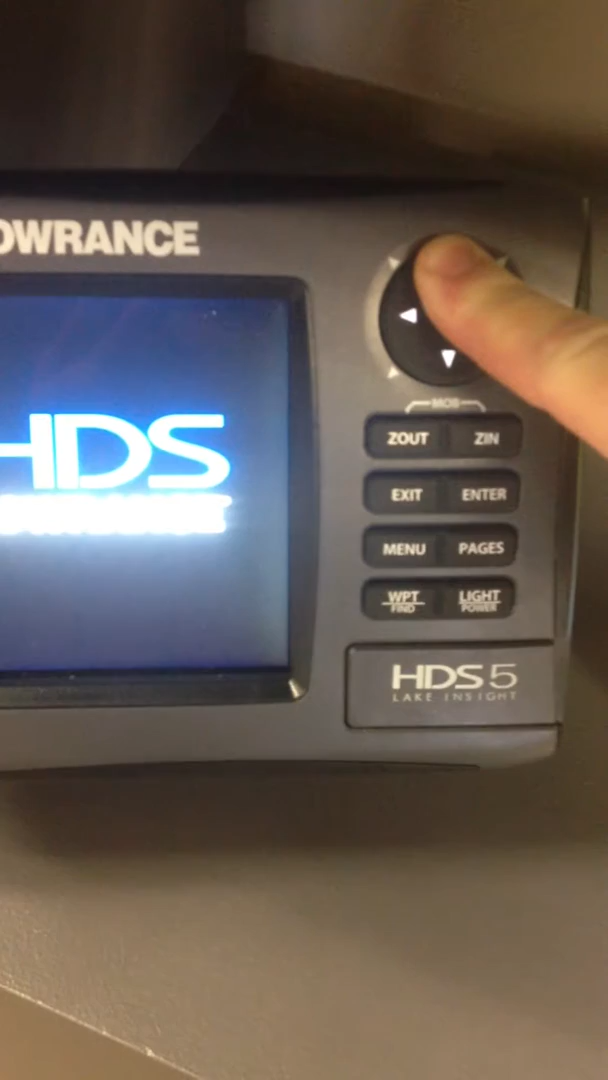 OWRANCE
HDS
MOB
ZOUT ZIN
EXIT ENTER
MENU PAGES
WPT LIGHT
FIND POWER
HDS5
LAKE INSIGHT